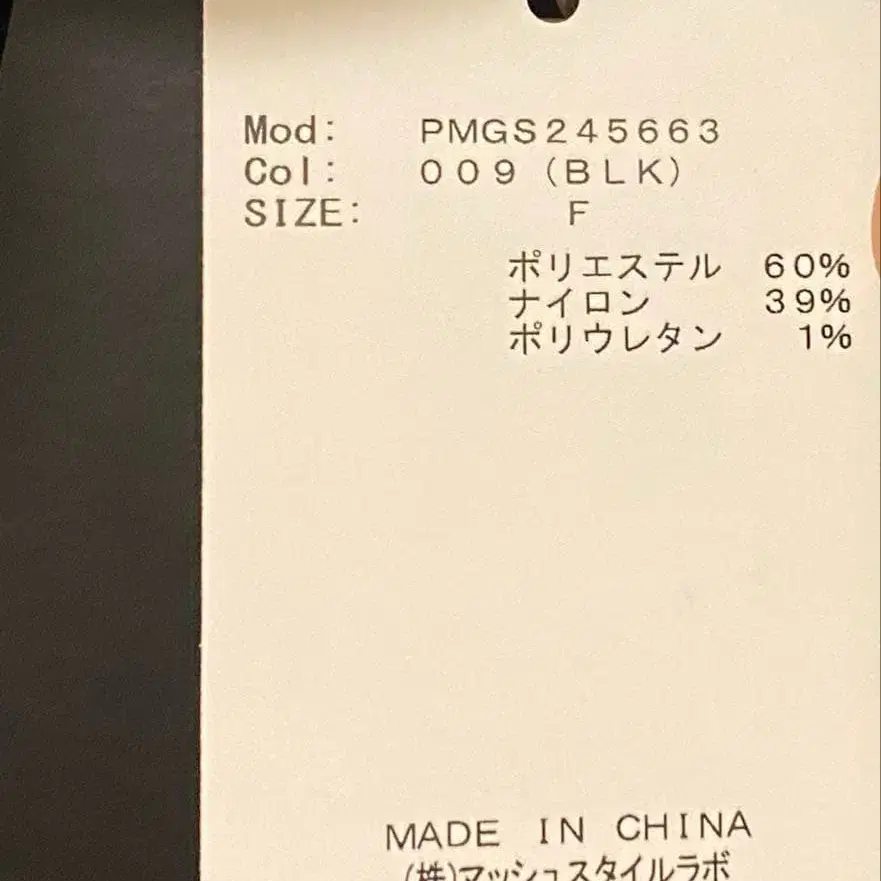 Mod: PMGS245663
Col: 009(BLK)
SIZE: F
ポリエステル 60%
ナイロン 39%
ポリウレタン 1%
MADE IN CHINA
(株)マッシュスタイルラボ